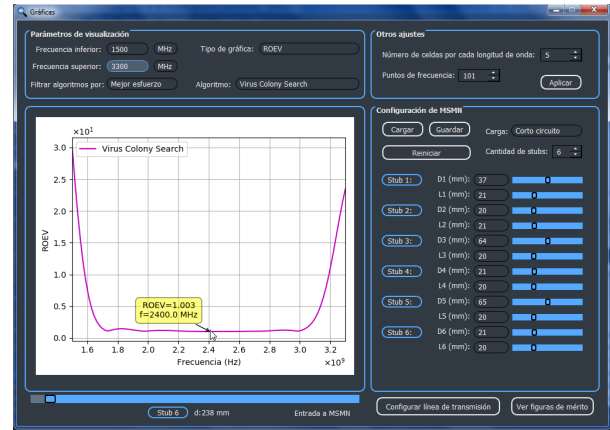 Gráficas
Parámetros de visualización
Frecuencia inferior: 1500 MHz Tipo de gráfica: ROEV
Frecuencia superior: 3300 MHz
Filtrar algoritmos por: Mejor esfuerzo Algoritmo: Virus Colony Search
Otros ajustes
Número de celdas por cada longitud de onda: 5
Puntos de frecuencia: 101
Aplicar
×10¹
Virus Colony Search
3.0
2.5
2.0
1.5
1.0
0.5
0.0
ROEV
ROEV=1.003
f=2400.0 MHz
1.6 1.8 2.0 2.2 2.4 2.6 2.8 3.0 3.2
Frecuencia (Hz) ×10⁹
Stub 6 d:238 mm Entrada a MSMN
Configuración de MSMN
Cargar Guardar Carga: Corto circuito
Reiniciar Cantidad de stubs: 6
Stub 1: D1 (mm): 37
L1 (mm): 21
Stub 2: D2 (mm): 20
L2 (mm): 21
Stub 3: D3 (mm): 64
L3 (mm): 20
Stub 4: D4 (mm): 21
L4 (mm): 20
Stub 5: D5 (mm): 65
L5 (mm): 20
Stub 6: D6 (mm): 21
L6 (mm): 20
Configurar línea de transmisión Ver figuras de mérito